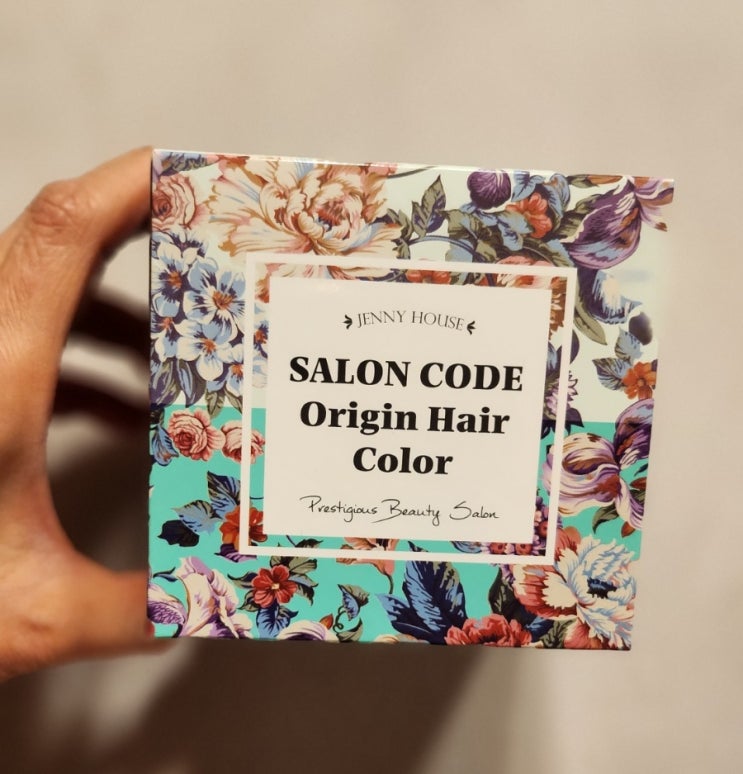 JENNY HOUSE
SALON CODE
Origin Hair
Color
Prestigious Beauty Salon